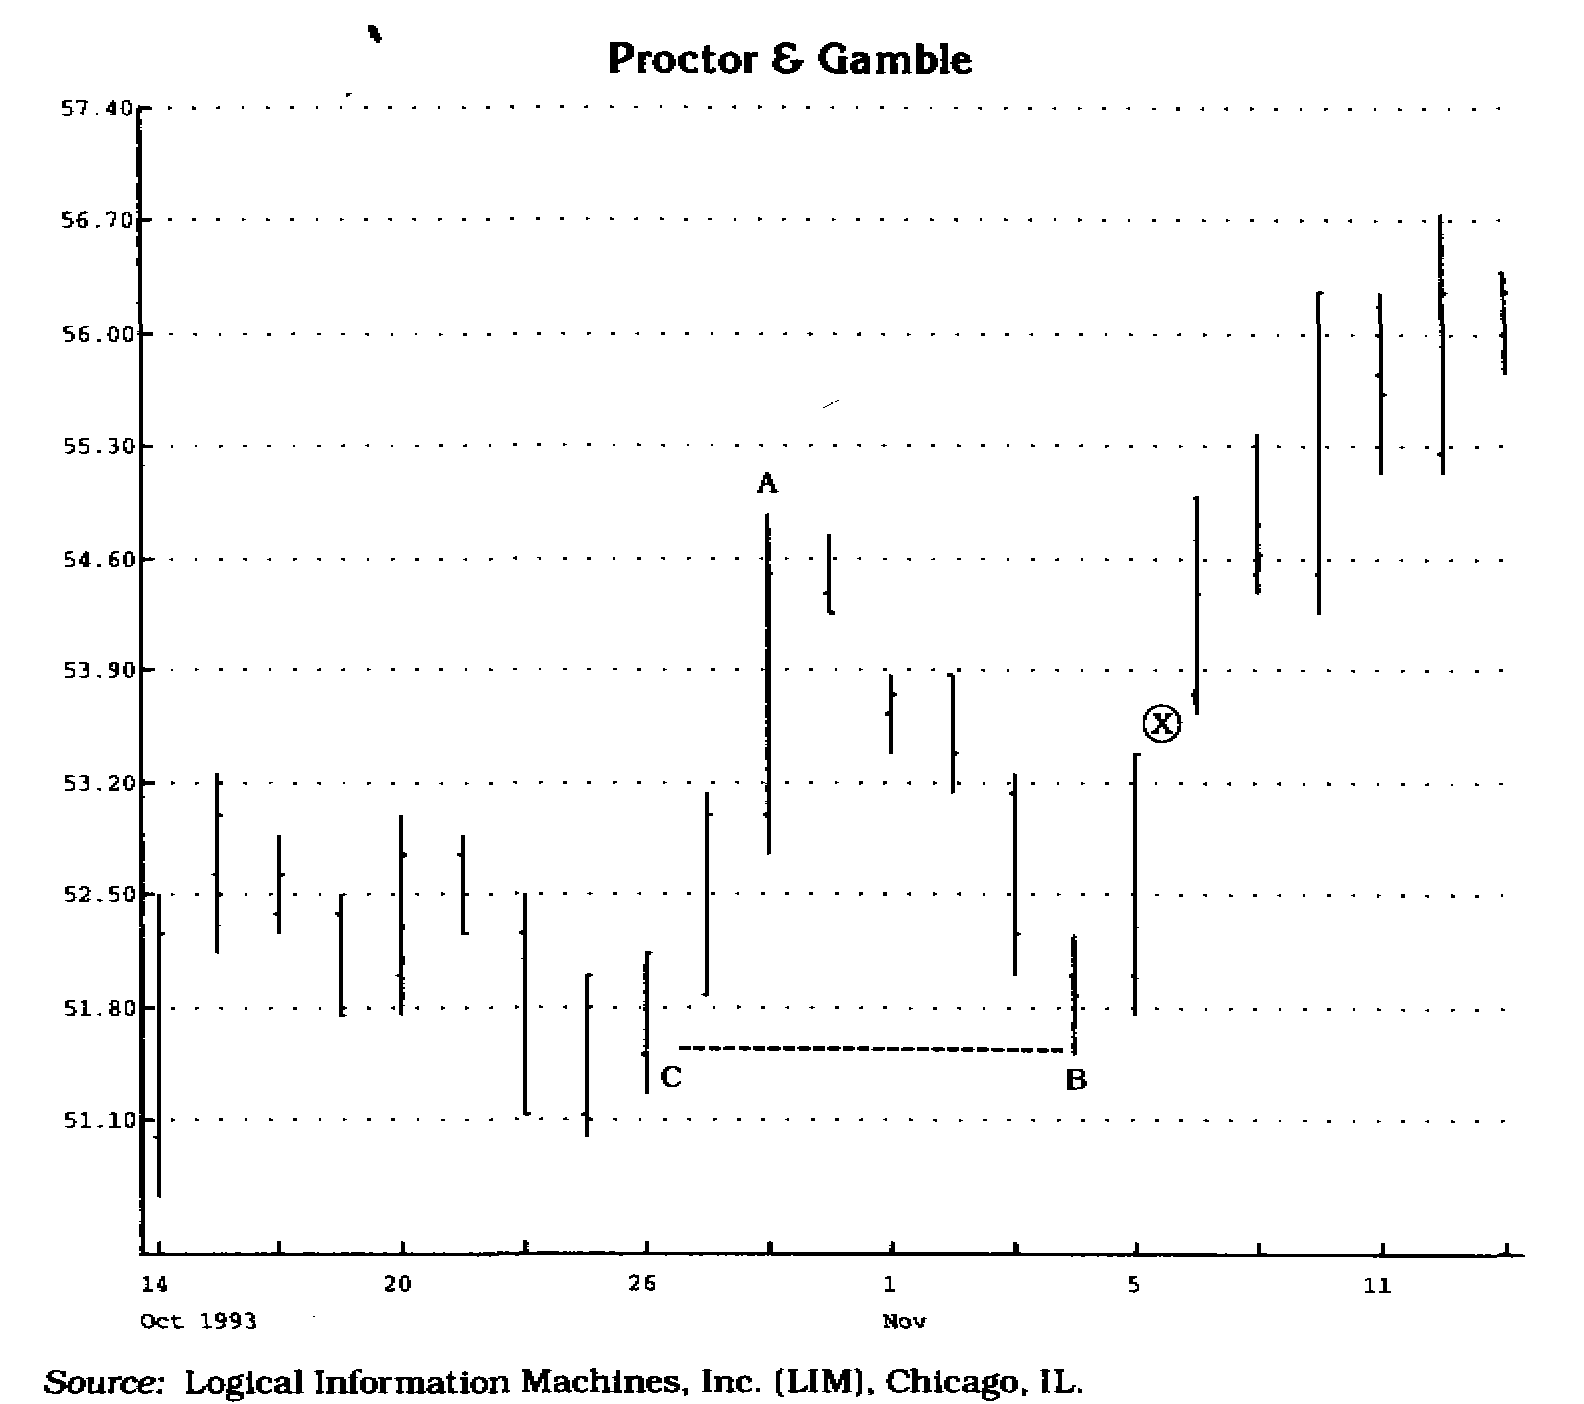 Proctor & Gamble
57.40
56.70
56.00
55.30
A
54.60
53.90
X
53.20
52.50
51.80
C
B
51.10
14 20 26 1 5 11
Oct 1993 Nov
Source: Logical Information Machines, Inc. (LIM), Chicago, IL.